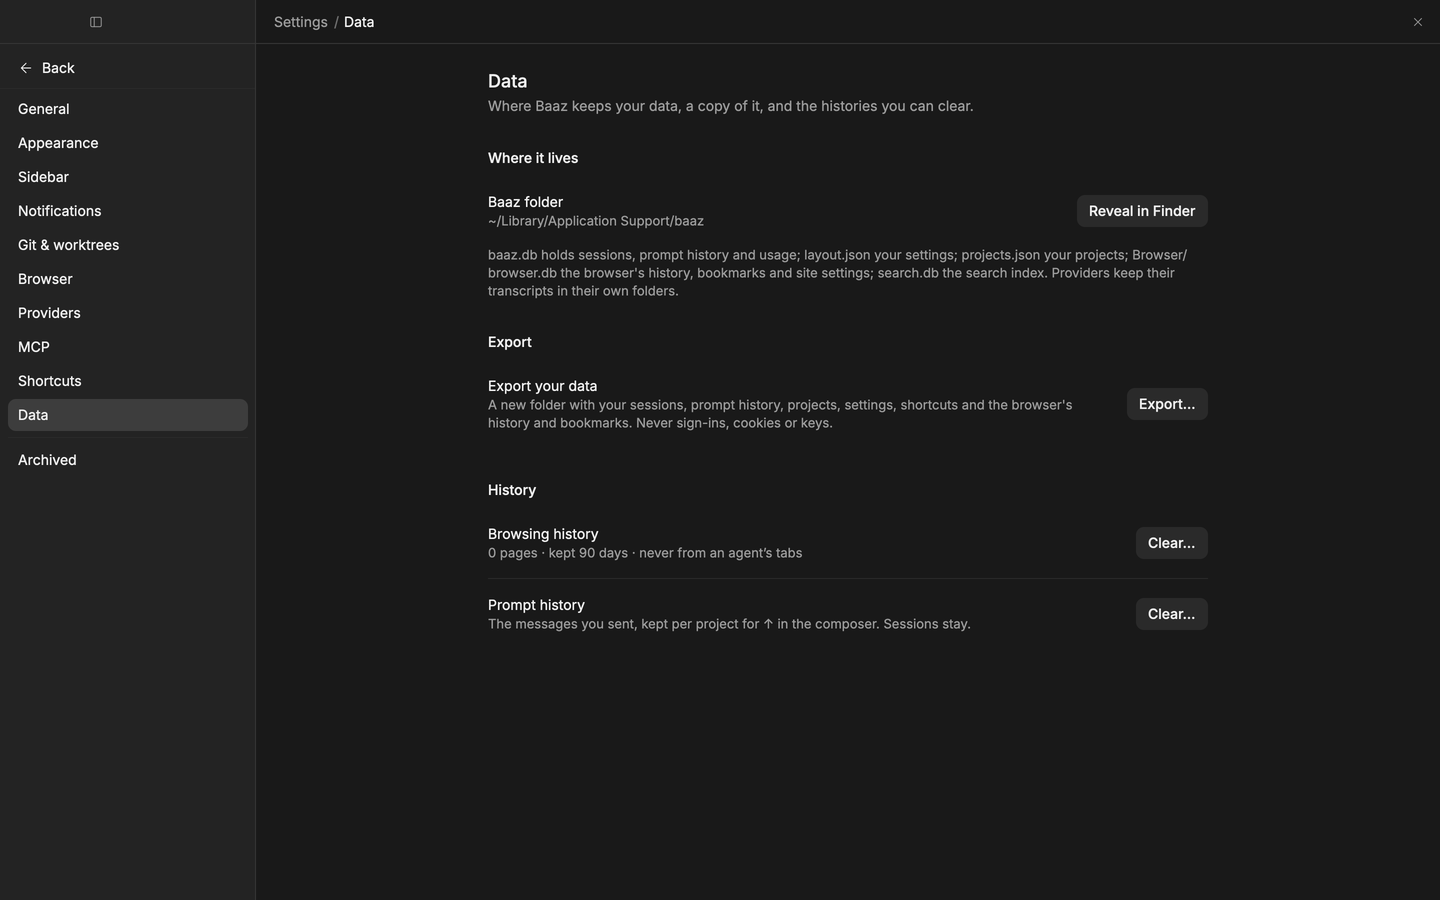 Settings / Data
Back
General
Appearance
Sidebar
Notifications
Git & worktrees
Browser
Providers
MCP
Shortcuts
Data
Archived
Data
Where Baaz keeps your data, a copy of it, and the histories you can clear.
Where it lives
Baaz folder
~/Library/Application Support/baaz
Reveal in Finder
baaz.db holds sessions, prompt history and usage; layout.json your settings; projects.json your projects; Browser/
browser.db the browser's history, bookmarks and site settings; search.db the search index. Providers keep their
transcripts in their own folders.
Export
Export your data
A new folder with your sessions, prompt history, projects, settings, shortcuts and the browser's
history and bookmarks. Never sign-ins, cookies or keys.
Export...
History
Browsing history
0 pages · kept 90 days · never from an agent’s tabs
Clear...
Prompt history
The messages you sent, kept per project for ↑ in the composer. Sessions stay.
Clear...